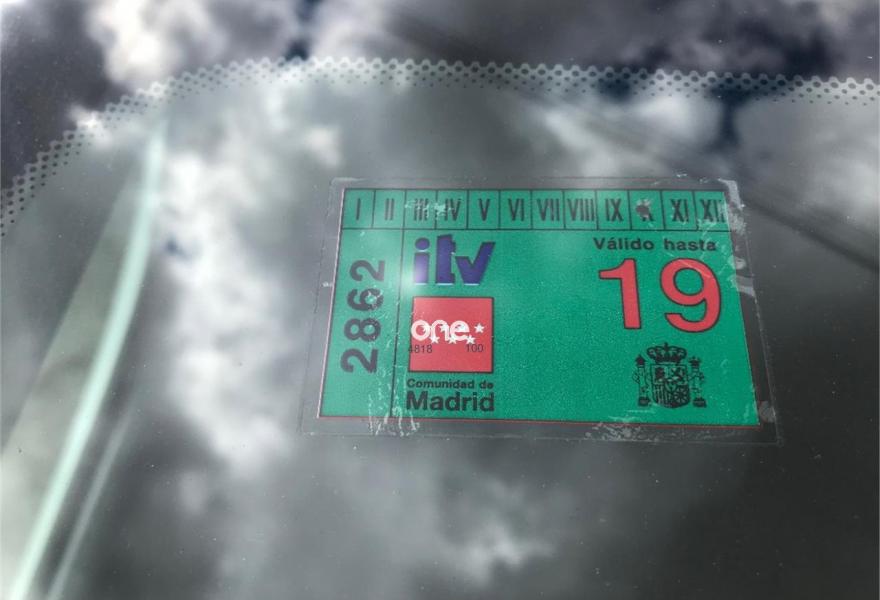 I II III IV V VI VII VIII IX X XI XII
2862
itv
Válido hasta
19
one
4818 100
Comunidad de
Madrid